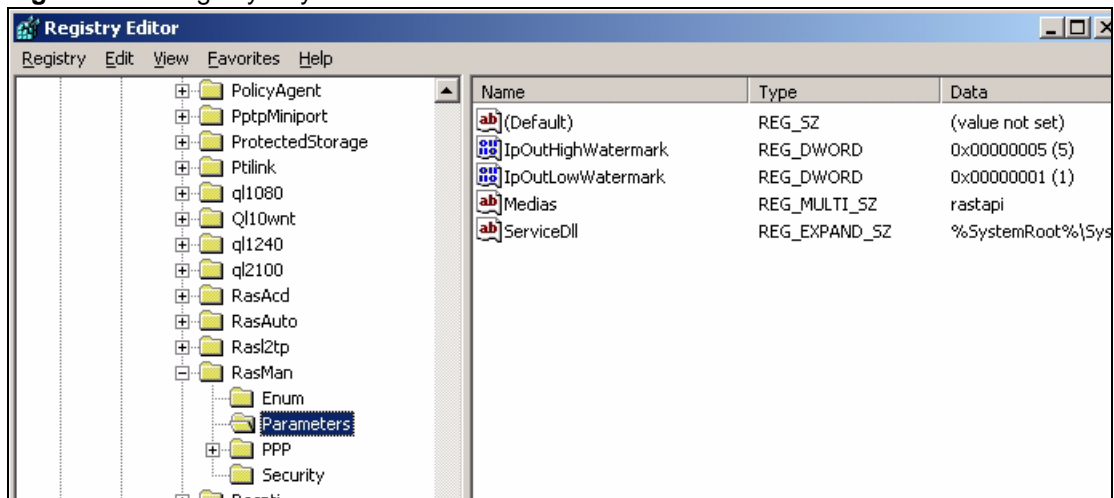 Registry Editor
Registry Edit View Favorites Help
PolicyAgent
PptpMiniport
ProtectedStorage
Ptilink
ql1080
Ql10wnt
ql1240
ql2100
RasAcd
RasAuto
Rasl2tp
RasMan
Enum
Parameters
PPP
Security
Name Type Data
(Default) REG_SZ (value not set)
IpOutHighWatermark REG_DWORD 0x00000005 (5)
IpOutLowWatermark REG_DWORD 0x00000001 (1)
Medias REG_MULTI_SZ rastapi
ServiceDll REG_EXPAND_SZ %SystemRoot%\Sys